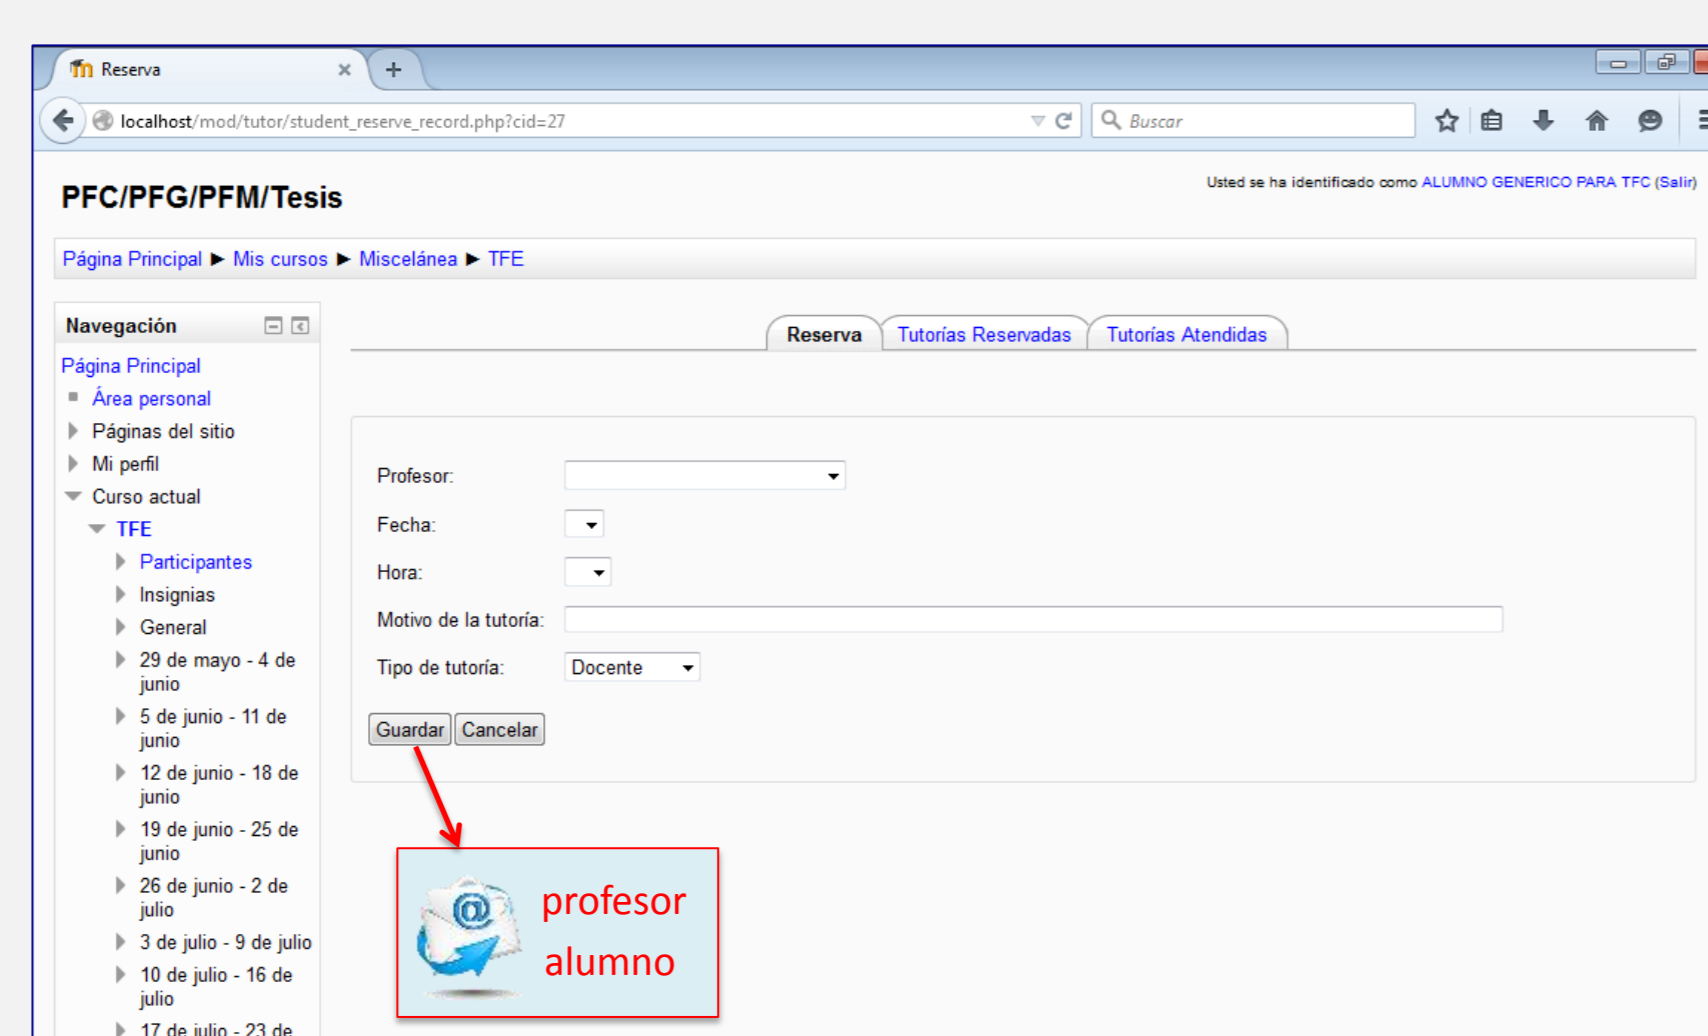 Reserva
localhost/mod/tutor/student_reserve_record.php?cid=27
Buscar
PFC/PFG/PFM/Tesis
Usted se ha identificado como ALUMNO GENERICO PARA TFC (Salir)
Página Principal ► Mis cursos ► Miscelánea ► TFE
Navegación
Página Principal
Área personal
Páginas del sitio
Mi perfil
Curso actual
TFE
Participantes
Insignias
General
29 de mayo - 4 de
junio
5 de junio - 11 de
junio
12 de junio - 18 de
junio
19 de junio - 25 de
junio
26 de junio - 2 de
julio
3 de julio - 9 de julio
10 de julio - 16 de
julio
17 de julio - 23 de
Reserva Tutorías Reservadas Tutorías Atendidas
Profesor:
Fecha:
Hora:
Motivo de la tutoría:
Tipo de tutoría: Docente
Guardar Cancelar
@
profesor
alumno